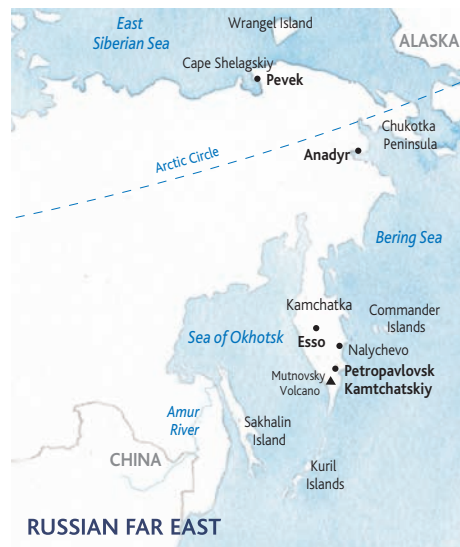 East
Siberian Sea
Wrangel Island
ALASKA
Cape Shelagskiy
Pevek
Chukotka
Peninsula
Arctic Circle
Anadyr
Bering Sea
Kamchatka
Commander
Islands
Sea of Okhotsk
Esso
Nalychevo
Mutnovsky
Volcano
Petropavlovsk
Kamtchatskiy
Amur
River
Sakhalin
Island
CHINA
Kuril
Islands
RUSSIAN FAR EAST